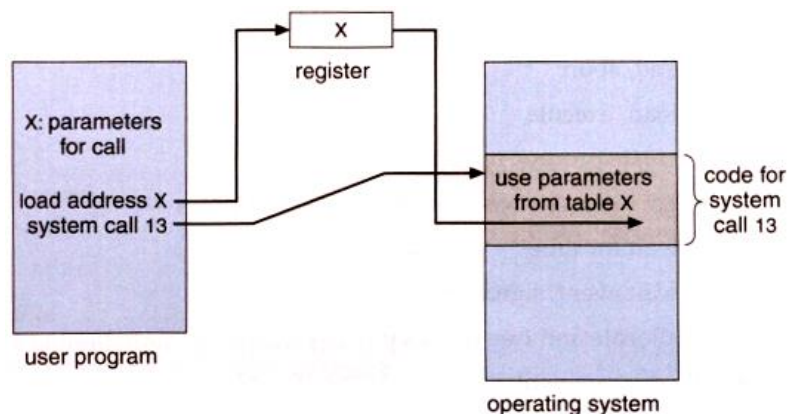 X
register
X: parameters
for call
load address X
system call 13
user program
use parameters
from table X
code for
system
call 13
operating system